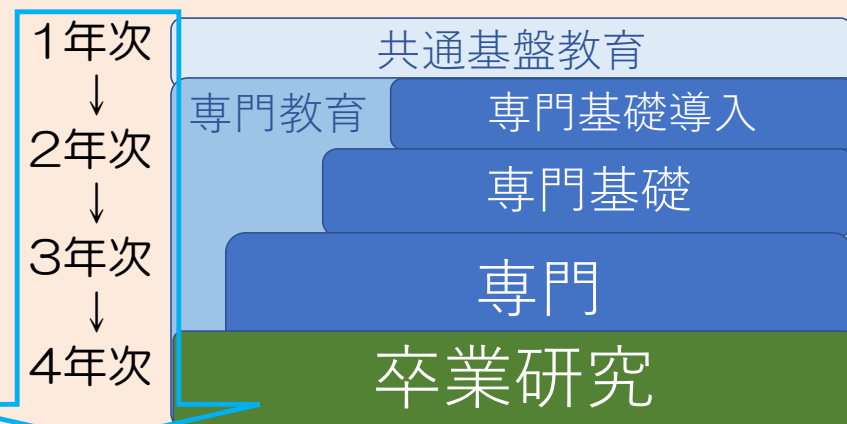 1年次
共通基盤教育
↓
専門教育
専門基礎導入
2年次
専門基礎
↓
3年次
専門
↓
4年次
卒業研究